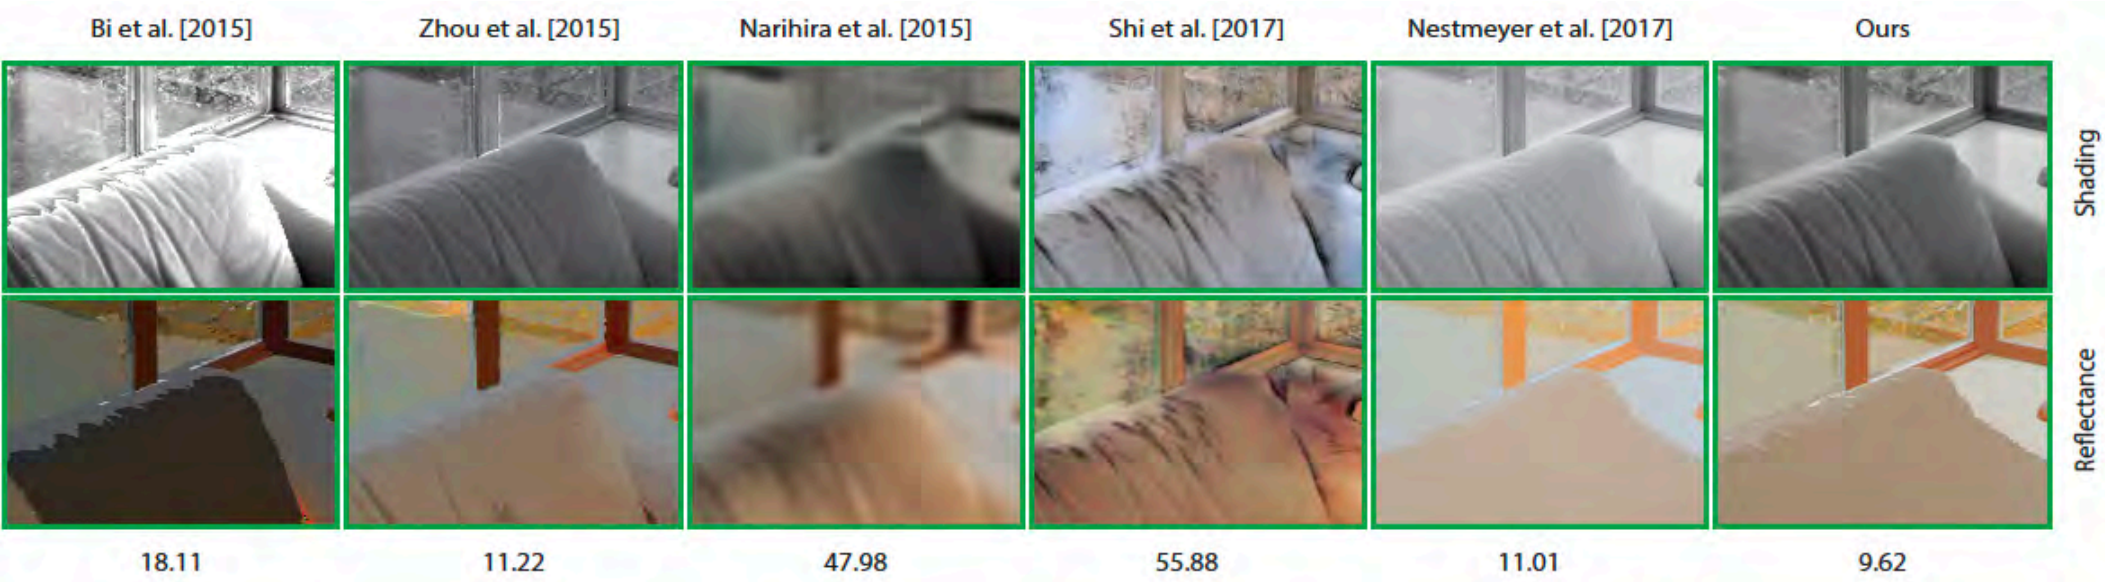 Bi et al. [2015] Zhou et al. [2015] Narihira et al. [2015] Shi et al. [2017] Nestmeyer et al. [2017] Ours
Shading
Reflectance
18.11 11.22 47.98 55.88 11.01 9.62